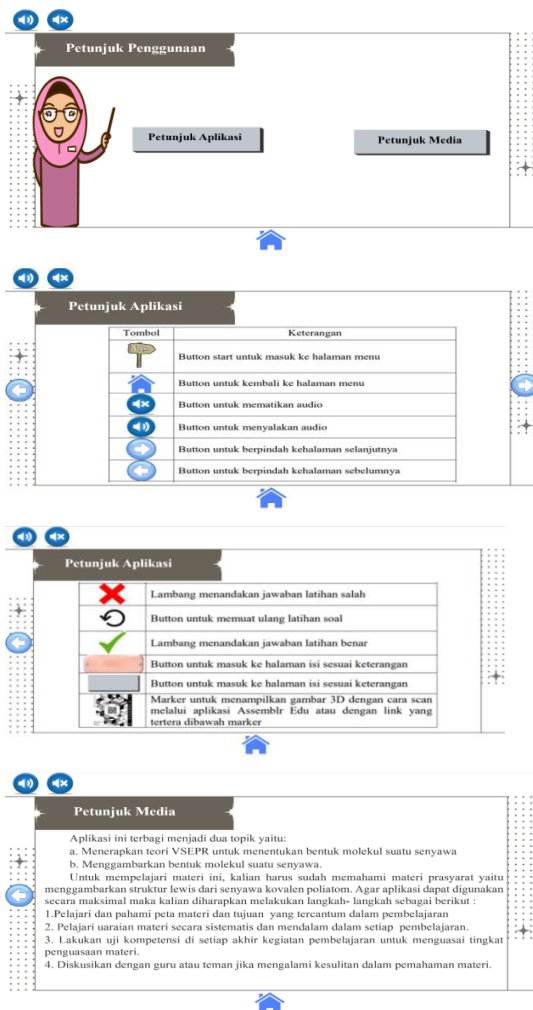 Petunjuk Penggunaan
Petunjuk Aplikasi
Petunjuk Media
Petunjuk Aplikasi
Tombol Keterangan
Button start untuk masuk ke halaman menu
Button untuk kembali ke halaman menu
Button untuk mematikan audio
Button untuk menyalakan audio
Button untuk berpindah kehalaman selanjutnya
Button untuk berpindah kehalaman sebelumnya
Petunjuk Aplikasi
Lambang menandakan jawaban latihan salah
Button untuk memuat ulang latihan soal
Lambang menandakan jawaban latihan benar
Button untuk masuk ke halaman isi sesuai keterangan
Button untuk masuk ke halaman isi sesuai keterangan
Marker untuk menampilkan gambar 3D dengan cara scan
melalui aplikasi Assemblr Edu atau dengan link yang
tertera dibawah marker
Petunjuk Media
Aplikasi ini terbagi menjadi dua topik yaitu:
a. Menerapkan teori VSEPR untuk menentukan bentuk molekul suatu senyawa
b. Menggambarkan bentuk molekul suatu senyawa.
Untuk mempelajari materi ini, kalian harus sudah memahami materi prasyarat yaitu
menggambarkan struktur lewis dari senyawa kovalen poliatom. Agar aplikasi dapat digunakan
secara maksimal maka kalian diharapkan melakukan langkah- langkah sebagai berikut :
1.Pelajari dan pahami peta materi dan tujuan yang tercantum dalam pembelajaran
2. Pelajari uaraian materi secara sistematis dan mendalam dalam setiap pembelajaran.
3. Lakukan uji kompetensi di setiap akhir kegiatan pembelajaran untuk menguasai tingkat
penguasaan materi.
4. Diskusikan dengan guru atau teman jika mengalami kesulitan dalam pemahaman materi.